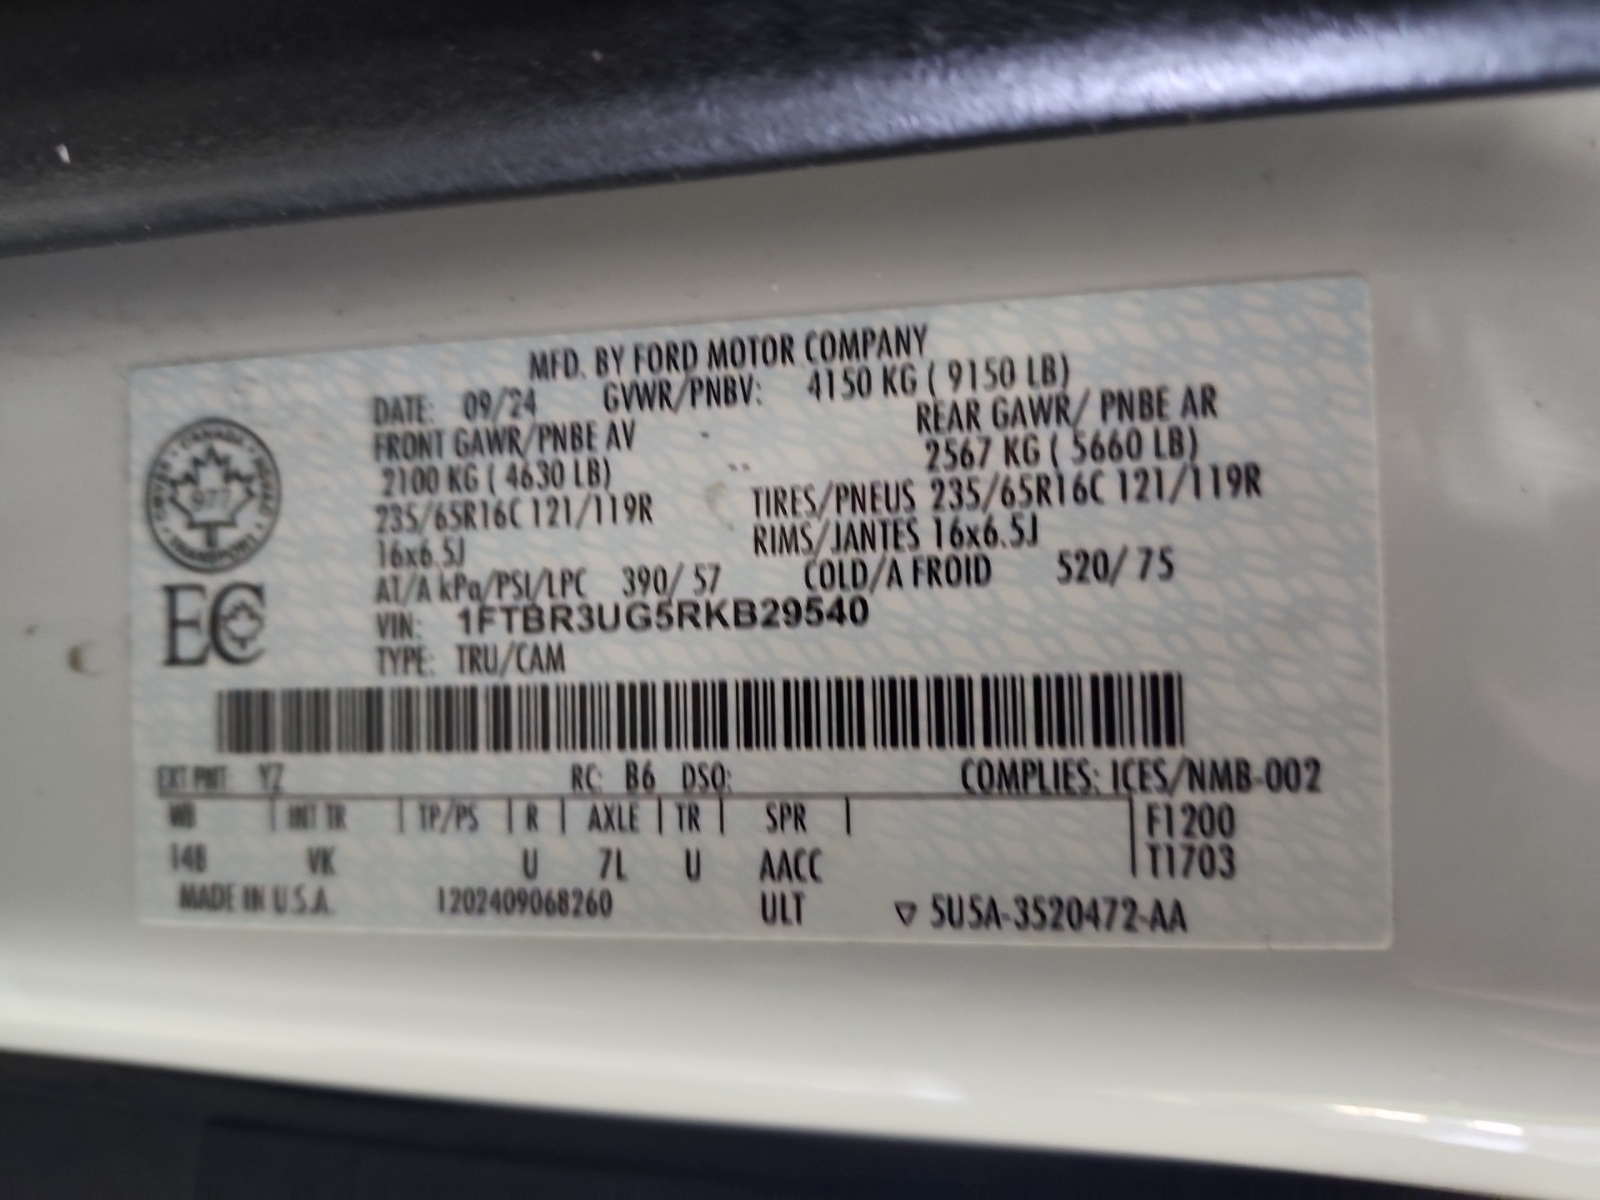 MFD. BY FORD MOTOR COMPANY
DATE: 09/24 GVWR/PNBV: 4150 KG ( 9150 LB)
FRONT GAWR/PNBE AV REAR GAWR/ PNBE AR
2100 KG ( 4630 LB) 2567 KG ( 5660 LB)
235/65R16C 121/119R TIRES/PNEUS 235/65R16C 121/119R
16x6.5J RIMS/JANTES 16x6.5J
AT/A kPa/PSI/LPC 390/ 57 COLD/A FROID 520/ 75
VIN: 1FTBR3UG5RKB29540
TYPE: TRU/CAM
CANADA
TRANSPORT
977
EC
EXT PNT: YZ RC: B6 DSO: COMPLIES: ICES/NMB-002
WB | INT TR | TP/PS | R | AXLE | TR | SPR | F1200
148 VK U 7L U AACC T1703
MADE IN U.S.A. 1202409068260 ULT ▽ 5U5A-3520472-AA